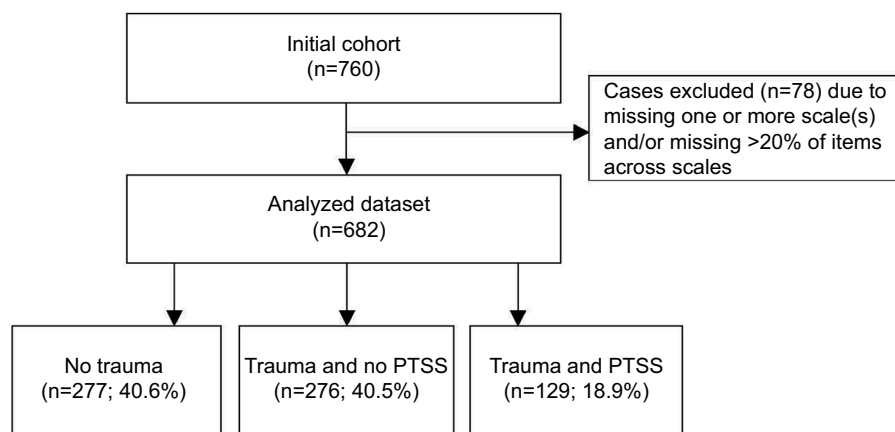 Initial cohort
(n=760)
Cases excluded (n=78) due to
missing one or more scale(s)
and/or missing >20% of items
across scales
Analyzed dataset
(n=682)
No trauma
(n=277; 40.6%)
Trauma and no PTSS
(n=276; 40.5%)
Trauma and PTSS
(n=129; 18.9%)